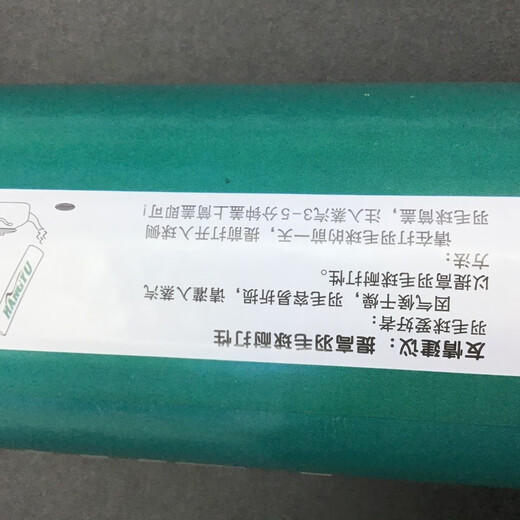 友情建议：提高羽毛球耐打性
羽毛球爱好者：
因气候干燥，羽毛容易折损，请灌入蒸汽
以提高羽毛球耐打性。
方法：
请在打羽毛球的前一天，提前打开入球侧
羽毛球筒盖，注入蒸汽3-5分钟盖上筒盖即可！
HANGYU